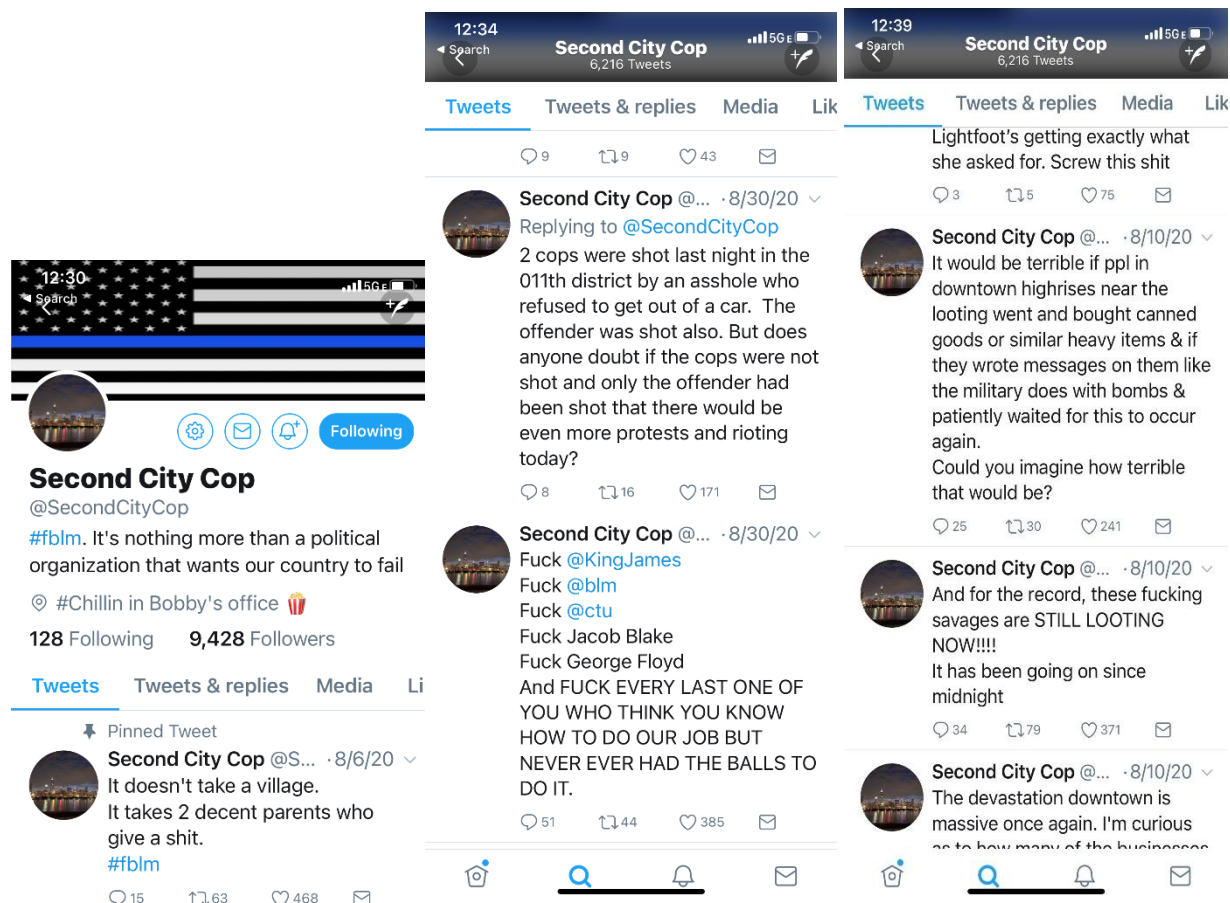 12:30
Search
5G E
Following
Second City Cop
@SecondCityCop
#fblm. It's nothing more than a political
organization that wants our country to fail
#Chillin in Bobby's office 🍿
128 Following 9,428 Followers
Tweets Tweets & replies Media Li
Pinned Tweet
Second City Cop @S... · 8/6/20
It doesn't take a village.
It takes 2 decent parents who
give a shit.
#fblm
15 63 468
12:34
Search
Second City Cop
6,216 Tweets
5G E
Tweets Tweets & replies Media Lik
9 9 43
Second City Cop @... · 8/30/20
Replying to @SecondCityCop
2 cops were shot last night in the
011th district by an asshole who
refused to get out of a car. The
offender was shot also. But does
anyone doubt if the cops were not
shot and only the offender had
been shot that there would be
even more protests and rioting
today?
8 16 171
Second City Cop @... · 8/30/20
Fuck @KingJames
Fuck @blm
Fuck @ctu
Fuck Jacob Blake
Fuck George Floyd
And FUCK EVERY LAST ONE OF
YOU WHO THINK YOU KNOW
HOW TO DO OUR JOB BUT
NEVER EVER HAD THE BALLS TO
DO IT.
51 44 385
12:39
Search
Second City Cop
6,216 Tweets
5G E
Tweets Tweets & replies Media Lik
Lightfoot's getting exactly what
she asked for. Screw this shit
3 5 75
Second City Cop @... · 8/10/20
It would be terrible if ppl in
downtown highrises near the
looting went and bought canned
goods or similar heavy items & if
they wrote messages on them like
the military does with bombs &
patiently waited for this to occur
again.
Could you imagine how terrible
that would be?
25 30 241
Second City Cop @... · 8/10/20
And for the record, these fucking
savages are STILL LOOTING
NOW!!!!
It has been going on since
midnight
34 79 371
Second City Cop @... · 8/10/20
The devastation downtown is
massive once again. I'm curious
as to how many of the businesses